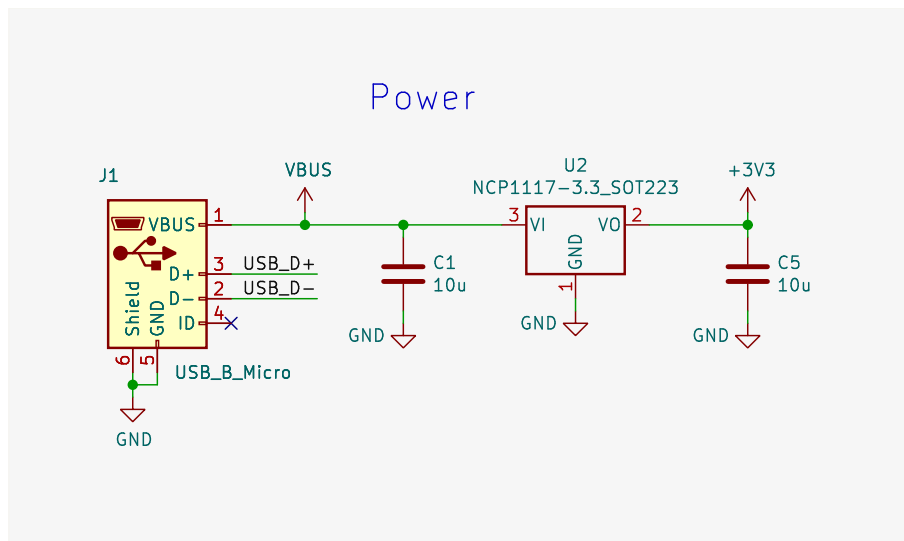 Power
J1
VBUS
U2
NCP1117-3.3_SOT223
+3V3
VBUS
1
3
VI
VO
2
GND
1
D+
3
USB_D+
D-
2
USB_D-
ID
4
Shield
GND
6
5
USB_B_Micro
GND
C1
10u
GND
GND
C5
10u
GND